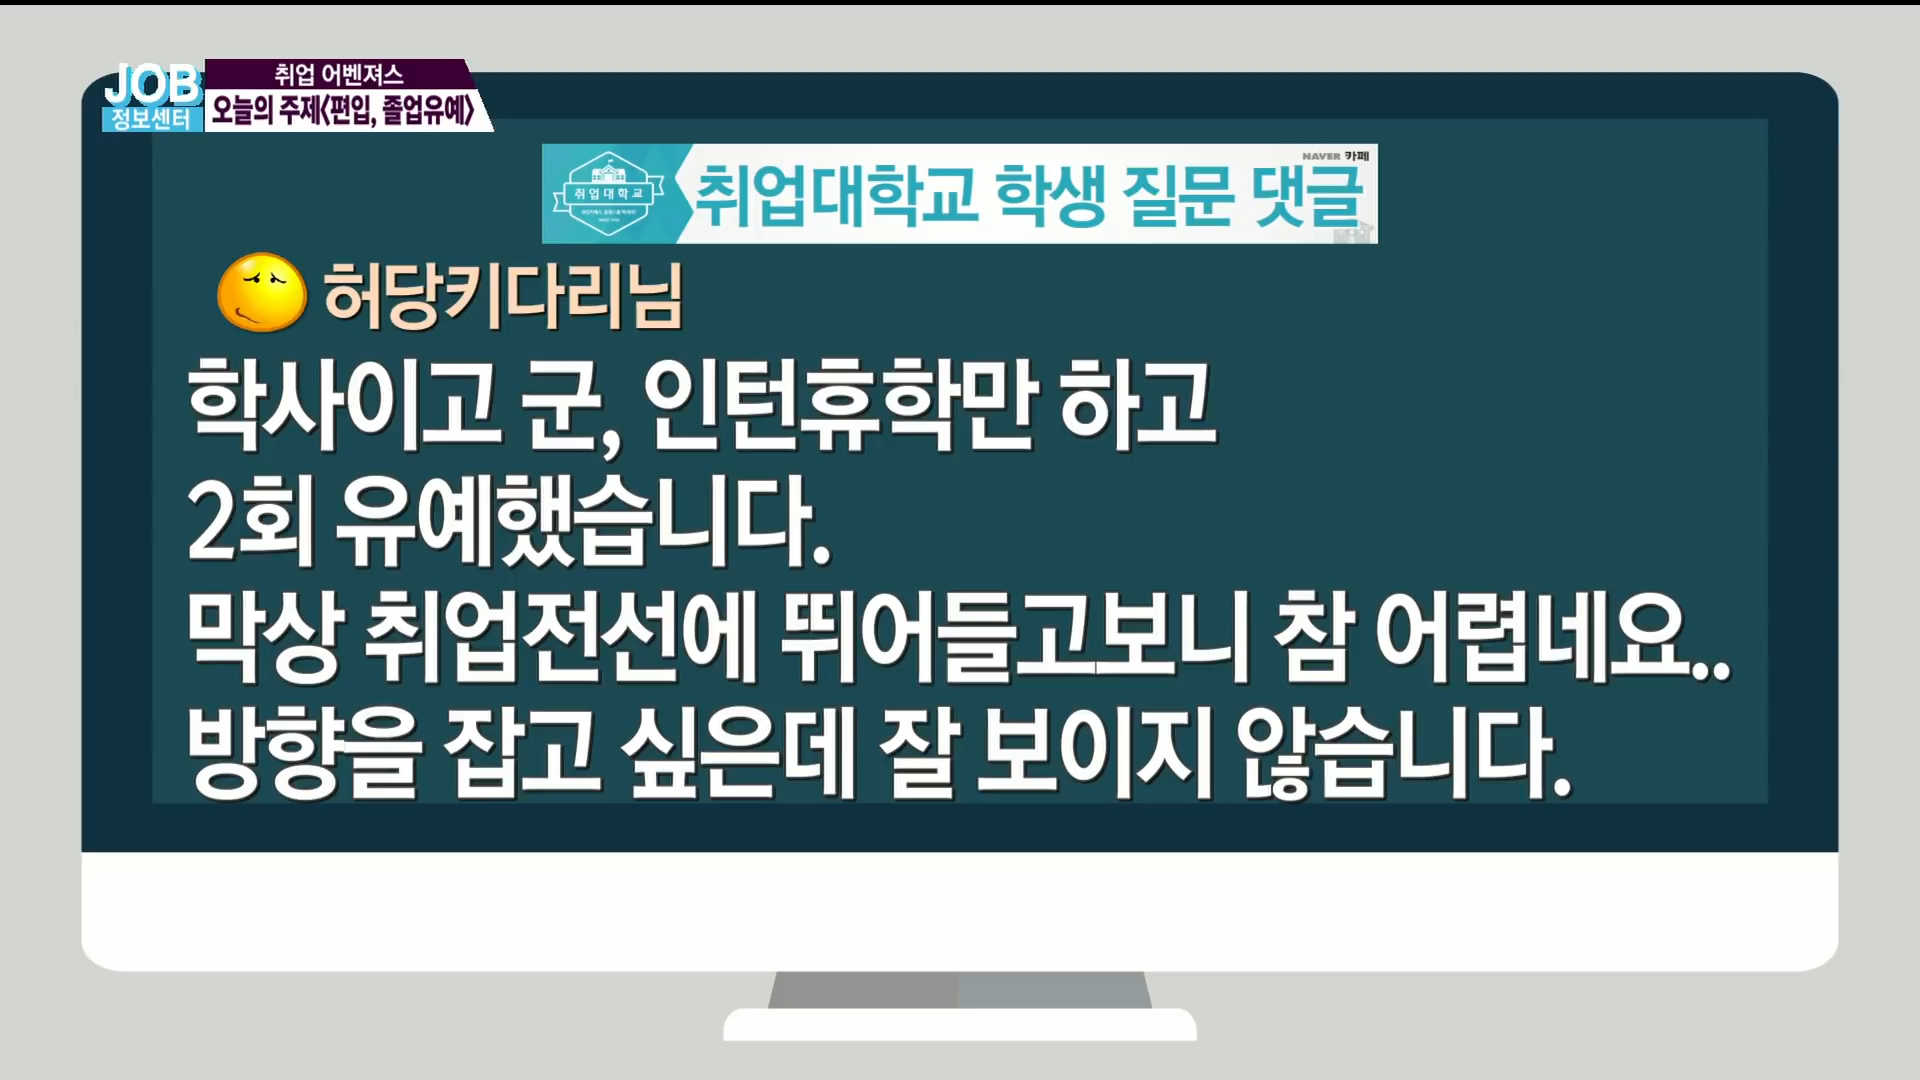 JOB
정보센터
취업 어벤져스
오늘의 주제<편입, 졸업유예>
NAVER 카페
취업대학교
취업대학교 학생 질문 댓글
허당키다리님
학사이고 군, 인턴휴학만 하고
2회 유예했습니다.
막상 취업전선에 뛰어들고보니 참 어렵네요..
방향을 잡고 싶은데 잘 보이지 않습니다.